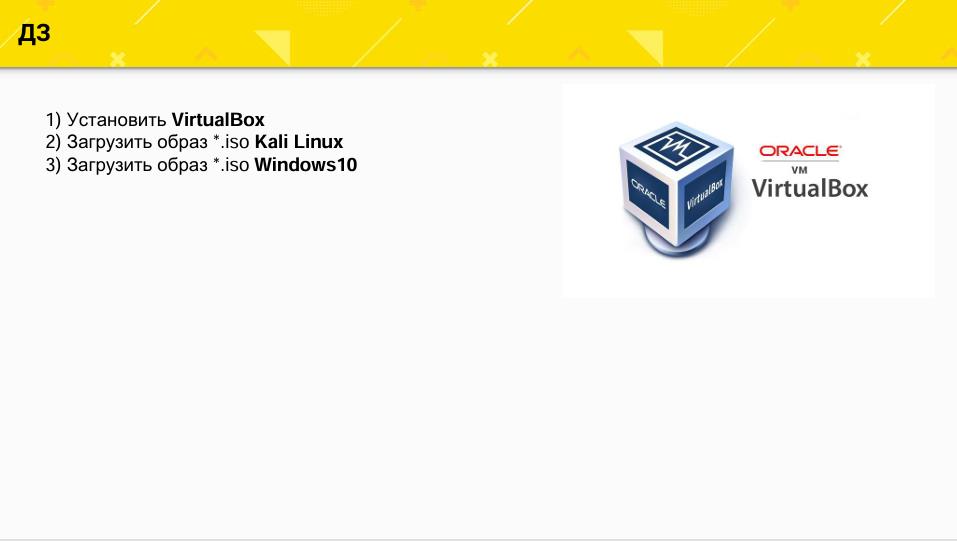 ДЗ
1) Установить VirtualBox
2) Загрузить образ *.iso Kali Linux
3) Загрузить образ *.iso Windows10
ORACLE
VirtualBox
ORACLE
VM
VirtualBox